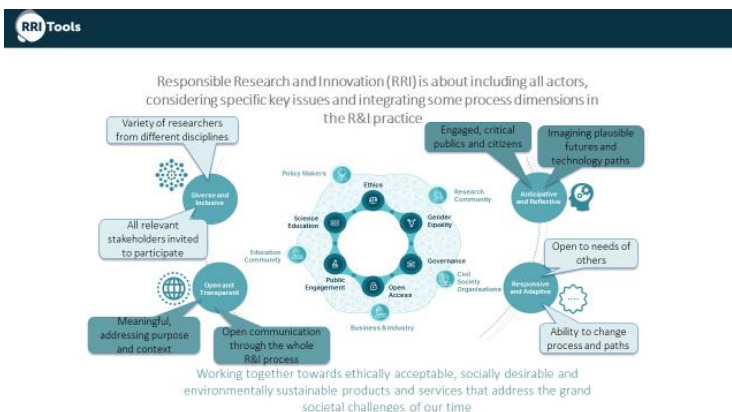 RRI Tools
Responsible Research and Innovation (RRI) is about including all actors,
considering specific key issues and integrating some process dimensions in
the R&I practice
Variety of researchers
from different disciplines
Diverse and
Inclusive
All relevant
stakeholders invited
to participate
Open and
Transparent
Meaningful,
addressing purpose
and context
Open communication
through the whole
R&I process
Policy Makers
Ethics
Research
Community
Science
Education
Gender
Equality
Education
Community
Governance
Public
Engagement
Open
Access
Civil
Society
Organisations
Business & Industry
Engaged, critical
publics and citizens
Imagining plausible
futures and
technology paths
Anticipative
and Reflective
Open to needs of
others
Responsive
and Adaptive
Ability to change
process and paths
Working together towards ethically acceptable, socially desirable and
environmentally sustainable products and services that address the grand
societal challenges of our time